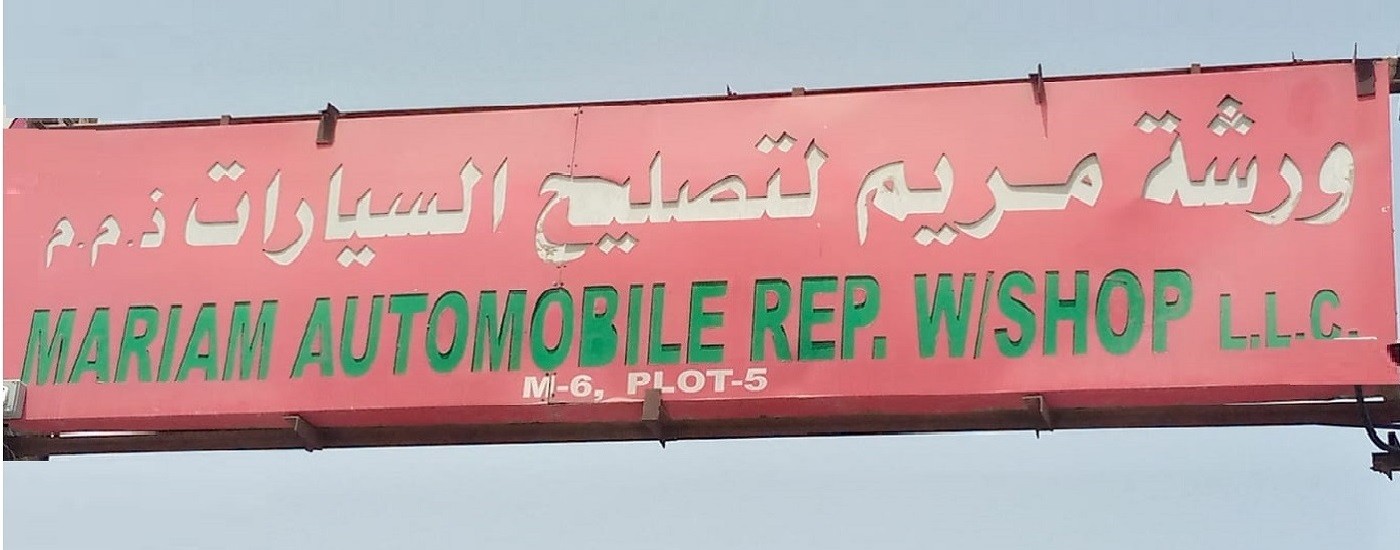 ورشة مريم لتصليح السيارات ذ.م.م
MARIAM AUTOMOBILE REP. W/SHOP L.L.C.
M-6, PLOT-5